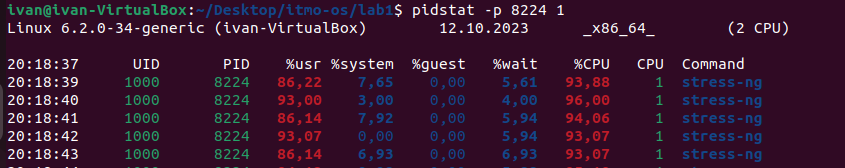 ivan@ivan-VirtualBox:~/Desktop/itmo-os/lab1$ pidstat -p 8224 1
Linux 6.2.0-34-generic (ivan-VirtualBox) 12.10.2023 _x86_64_ (2 CPU)
20:18:37 UID PID %usr %system %guest %wait %CPU CPU Command
20:18:39 1000 8224 86,22 7,65 0,00 5,61 93,88 1 stress-ng
20:18:40 1000 8224 93,00 3,00 0,00 4,00 96,00 1 stress-ng
20:18:41 1000 8224 86,14 7,92 0,00 5,94 94,06 1 stress-ng
20:18:42 1000 8224 93,07 0,00 0,00 5,94 93,07 1 stress-ng
20:18:43 1000 8224 86,14 6,93 0,00 6,93 93,07 1 stress-ng